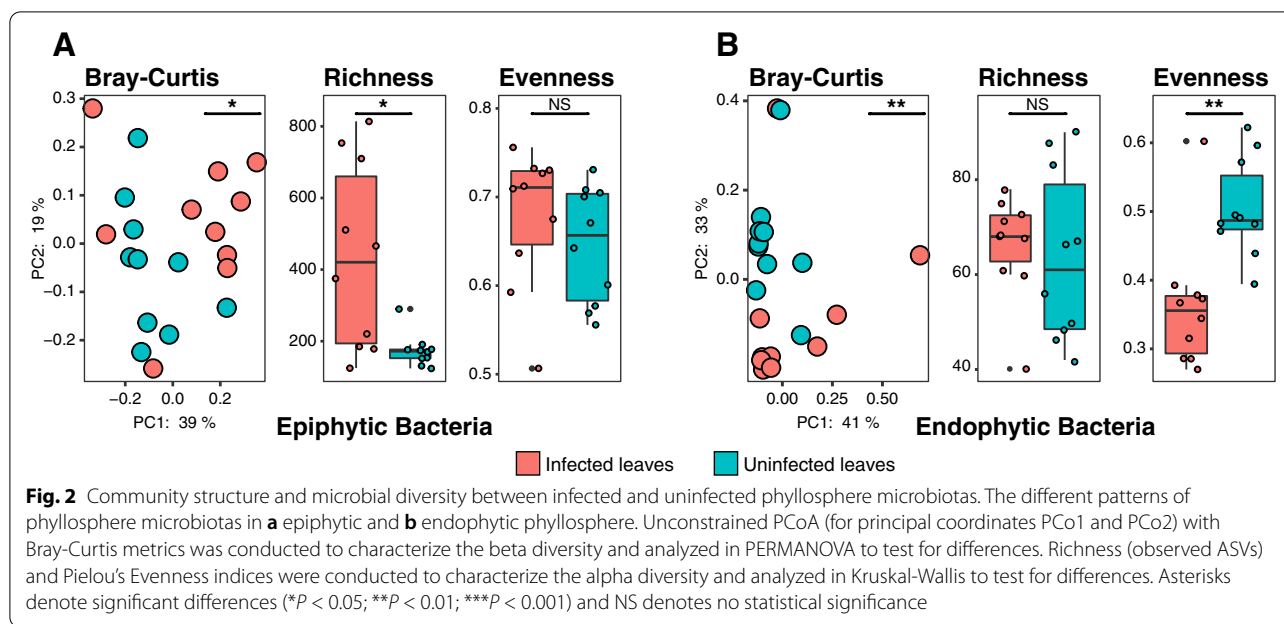 A
B
Bray-Curtis
Richness
Evenness
Bray-Curtis
Richness
Evenness
*
*
NS
**
NS
**
0.3
0.2
0.1
0.0
−0.1
−0.2
PC2: 19 %
−0.2
0.0
0.2
PC1: 39 %
800
600
400
200
0.8
0.7
0.6
0.5
Epiphytic Bacteria
0.4
0.2
0.0
PC2: 33 %
0.00
0.25
0.50
PC1: 41 %
80
60
40
0.6
0.5
0.4
0.3
Endophytic Bacteria
Infected leaves
Uninfected leaves
Fig. 2 Community structure and microbial diversity between infected and uninfected phyllosphere microbiotas. The different patterns of
phyllosphere microbiotas in a epiphytic and b endophytic phyllosphere. Unconstrained PCoA (for principal coordinates PCo1 and PCo2) with
Bray-Curtis metrics was conducted to characterize the beta diversity and analyzed in PERMANOVA to test for differences. Richness (observed ASVs)
and Pielou's Evenness indices were conducted to characterize the alpha diversity and analyzed in Kruskal-Wallis to test for differences. Asterisks
denote significant differences (*P < 0.05; **P < 0.01; ***P < 0.001) and NS denotes no statistical significance